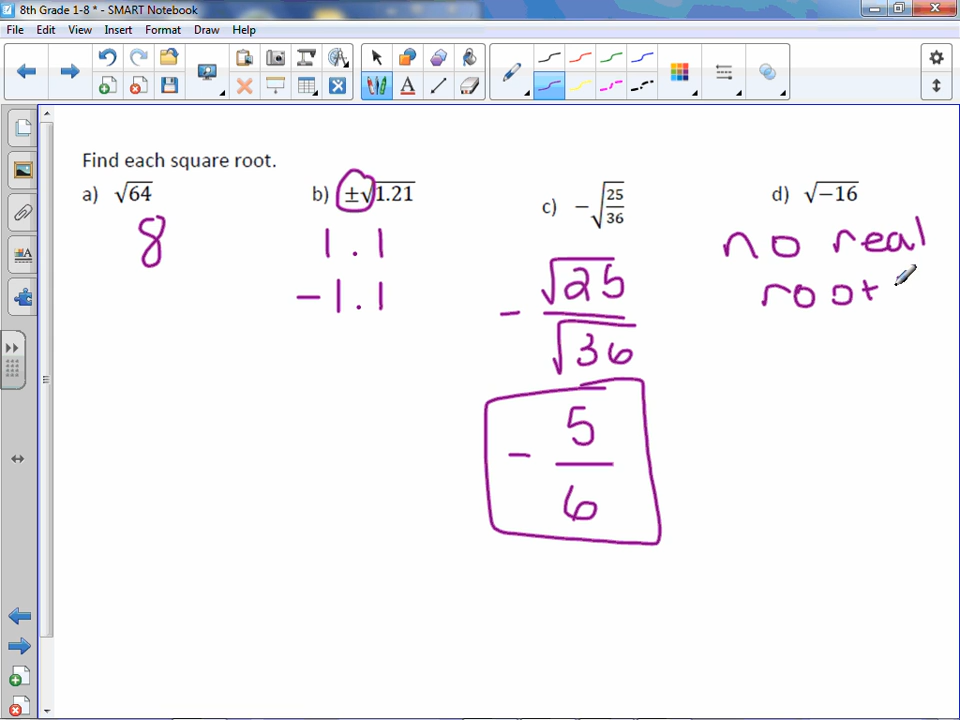 8th Grade 1-8 * - SMART Notebook
File Edit View Insert Format Draw Help
Find each square root.
a) √64
b) ±√1.21
c) -√25/36
d) √-16
8
1.1
-1.1
- √25
√36
- 5
6
no real
root